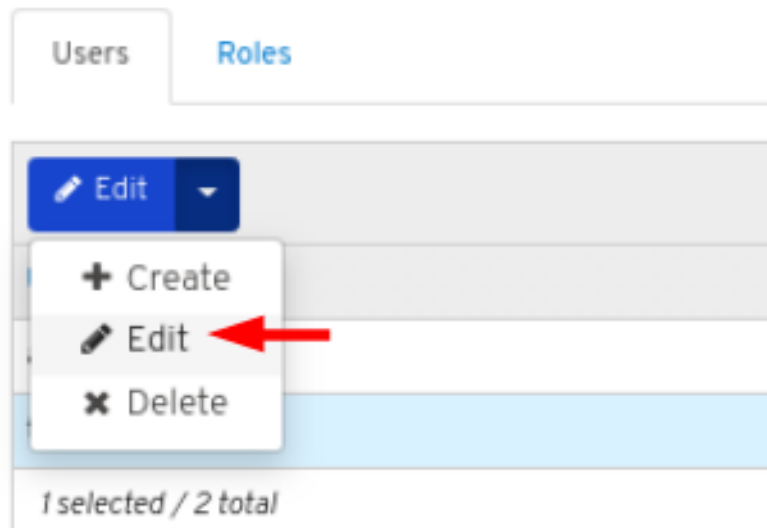 Users Roles
Edit
Create
Edit
Delete
1 selected / 2 total